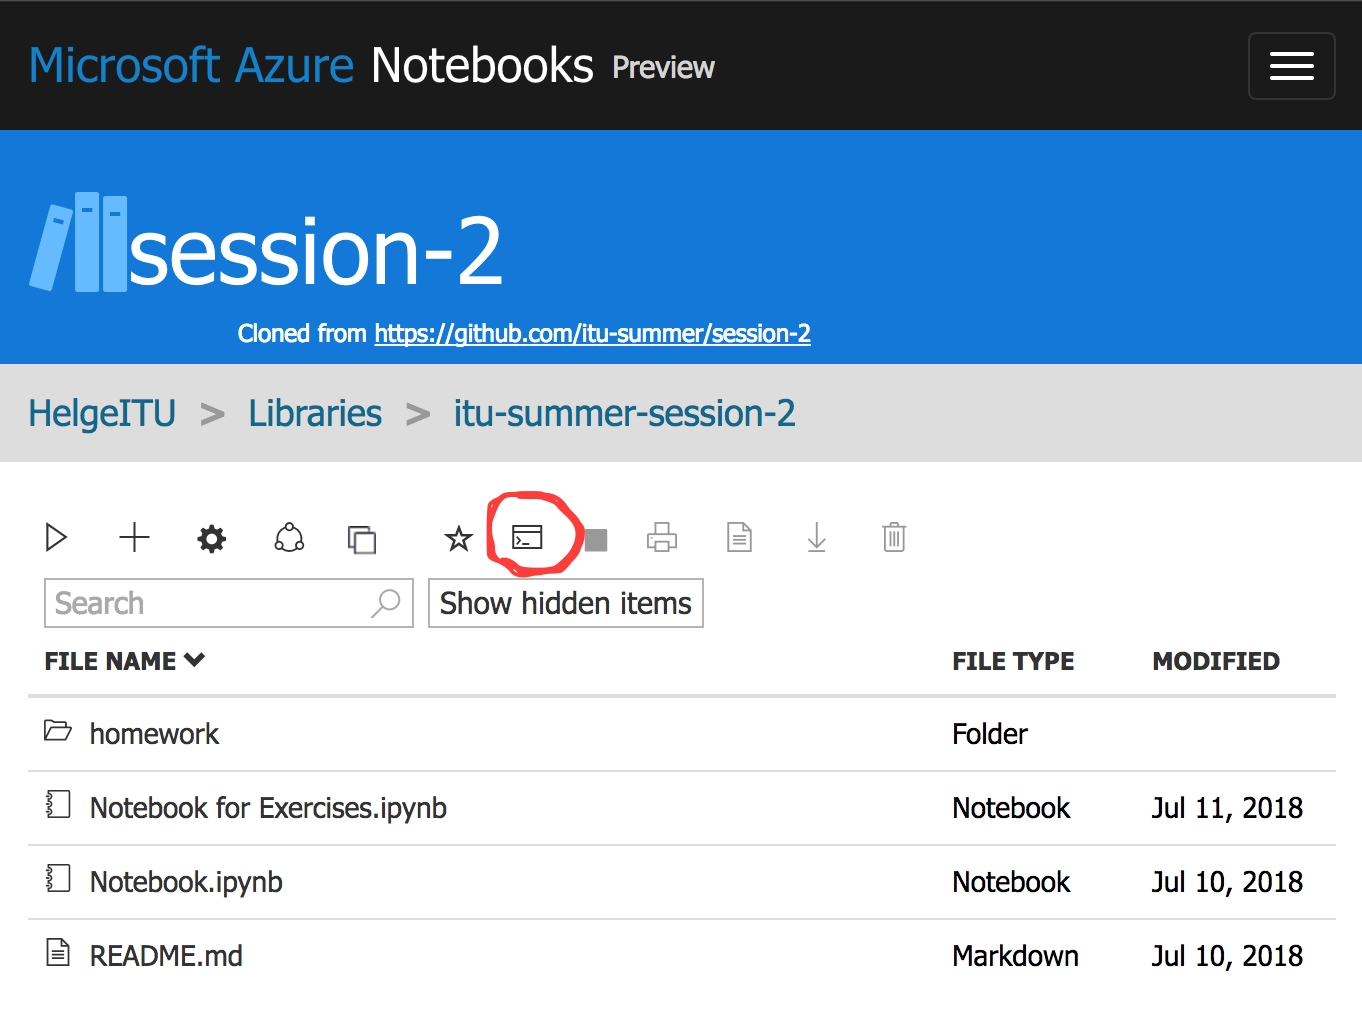 Microsoft Azure Notebooks Preview
session-2
Cloned from https://github.com/itu-summer/session-2
HelgeITU > Libraries > itu-summer-session-2
Search Show hidden items
FILE NAME FILE TYPE MODIFIED
homework Folder
Notebook for Exercises.ipynb Notebook Jul 11, 2018
Notebook.ipynb Notebook Jul 10, 2018
README.md Markdown Jul 10, 2018